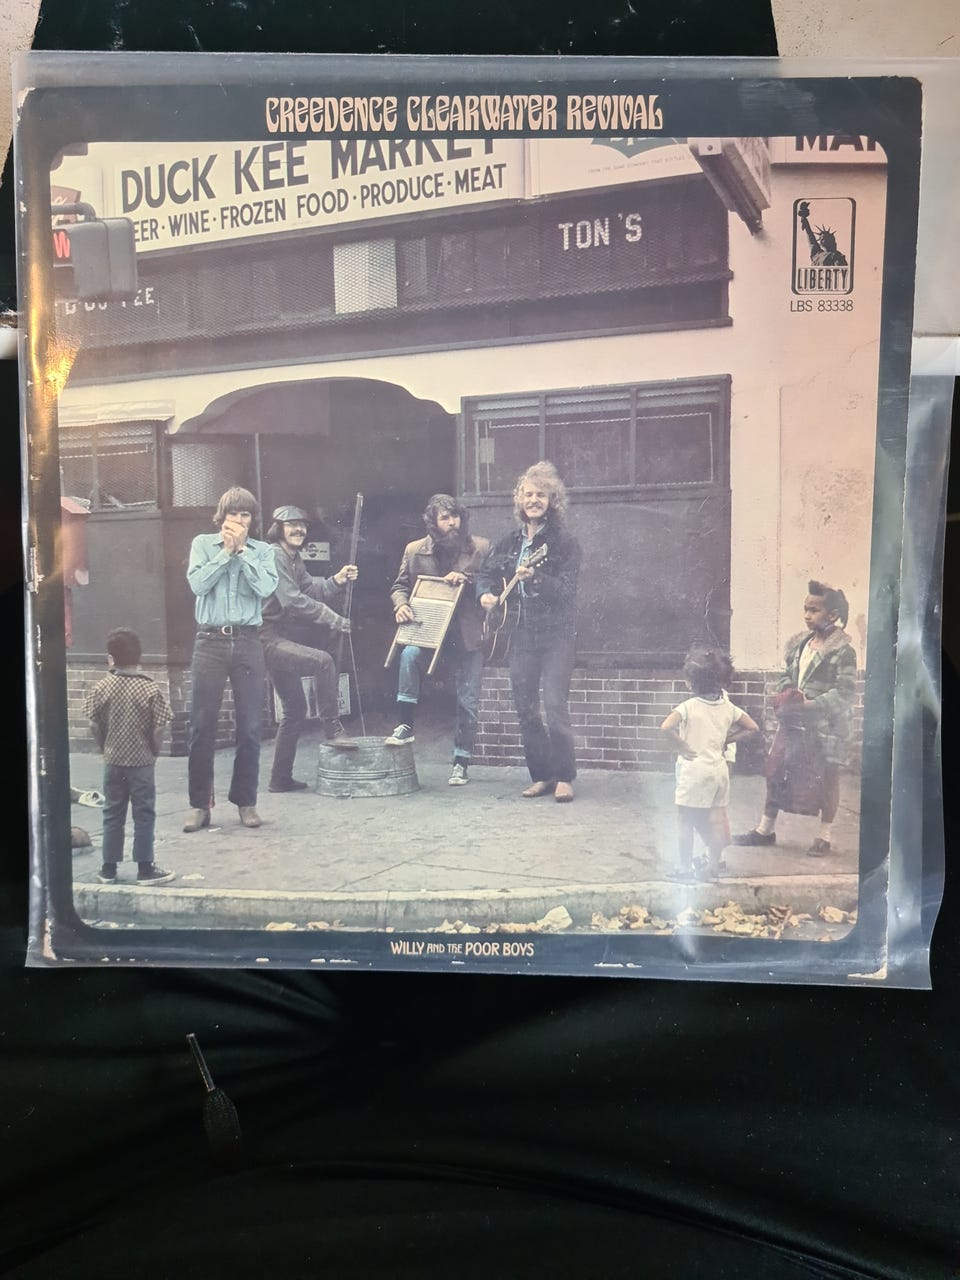 CREEDENCE CLEARWATER REVIVAL
DUCK KEE MARKET
EER·WINE·FROZEN FOOD·PRODUCE·MEAT
MAR
TON'S
W
LIBERTY
LBS 83338
WILLY AND THE POOR BOYS